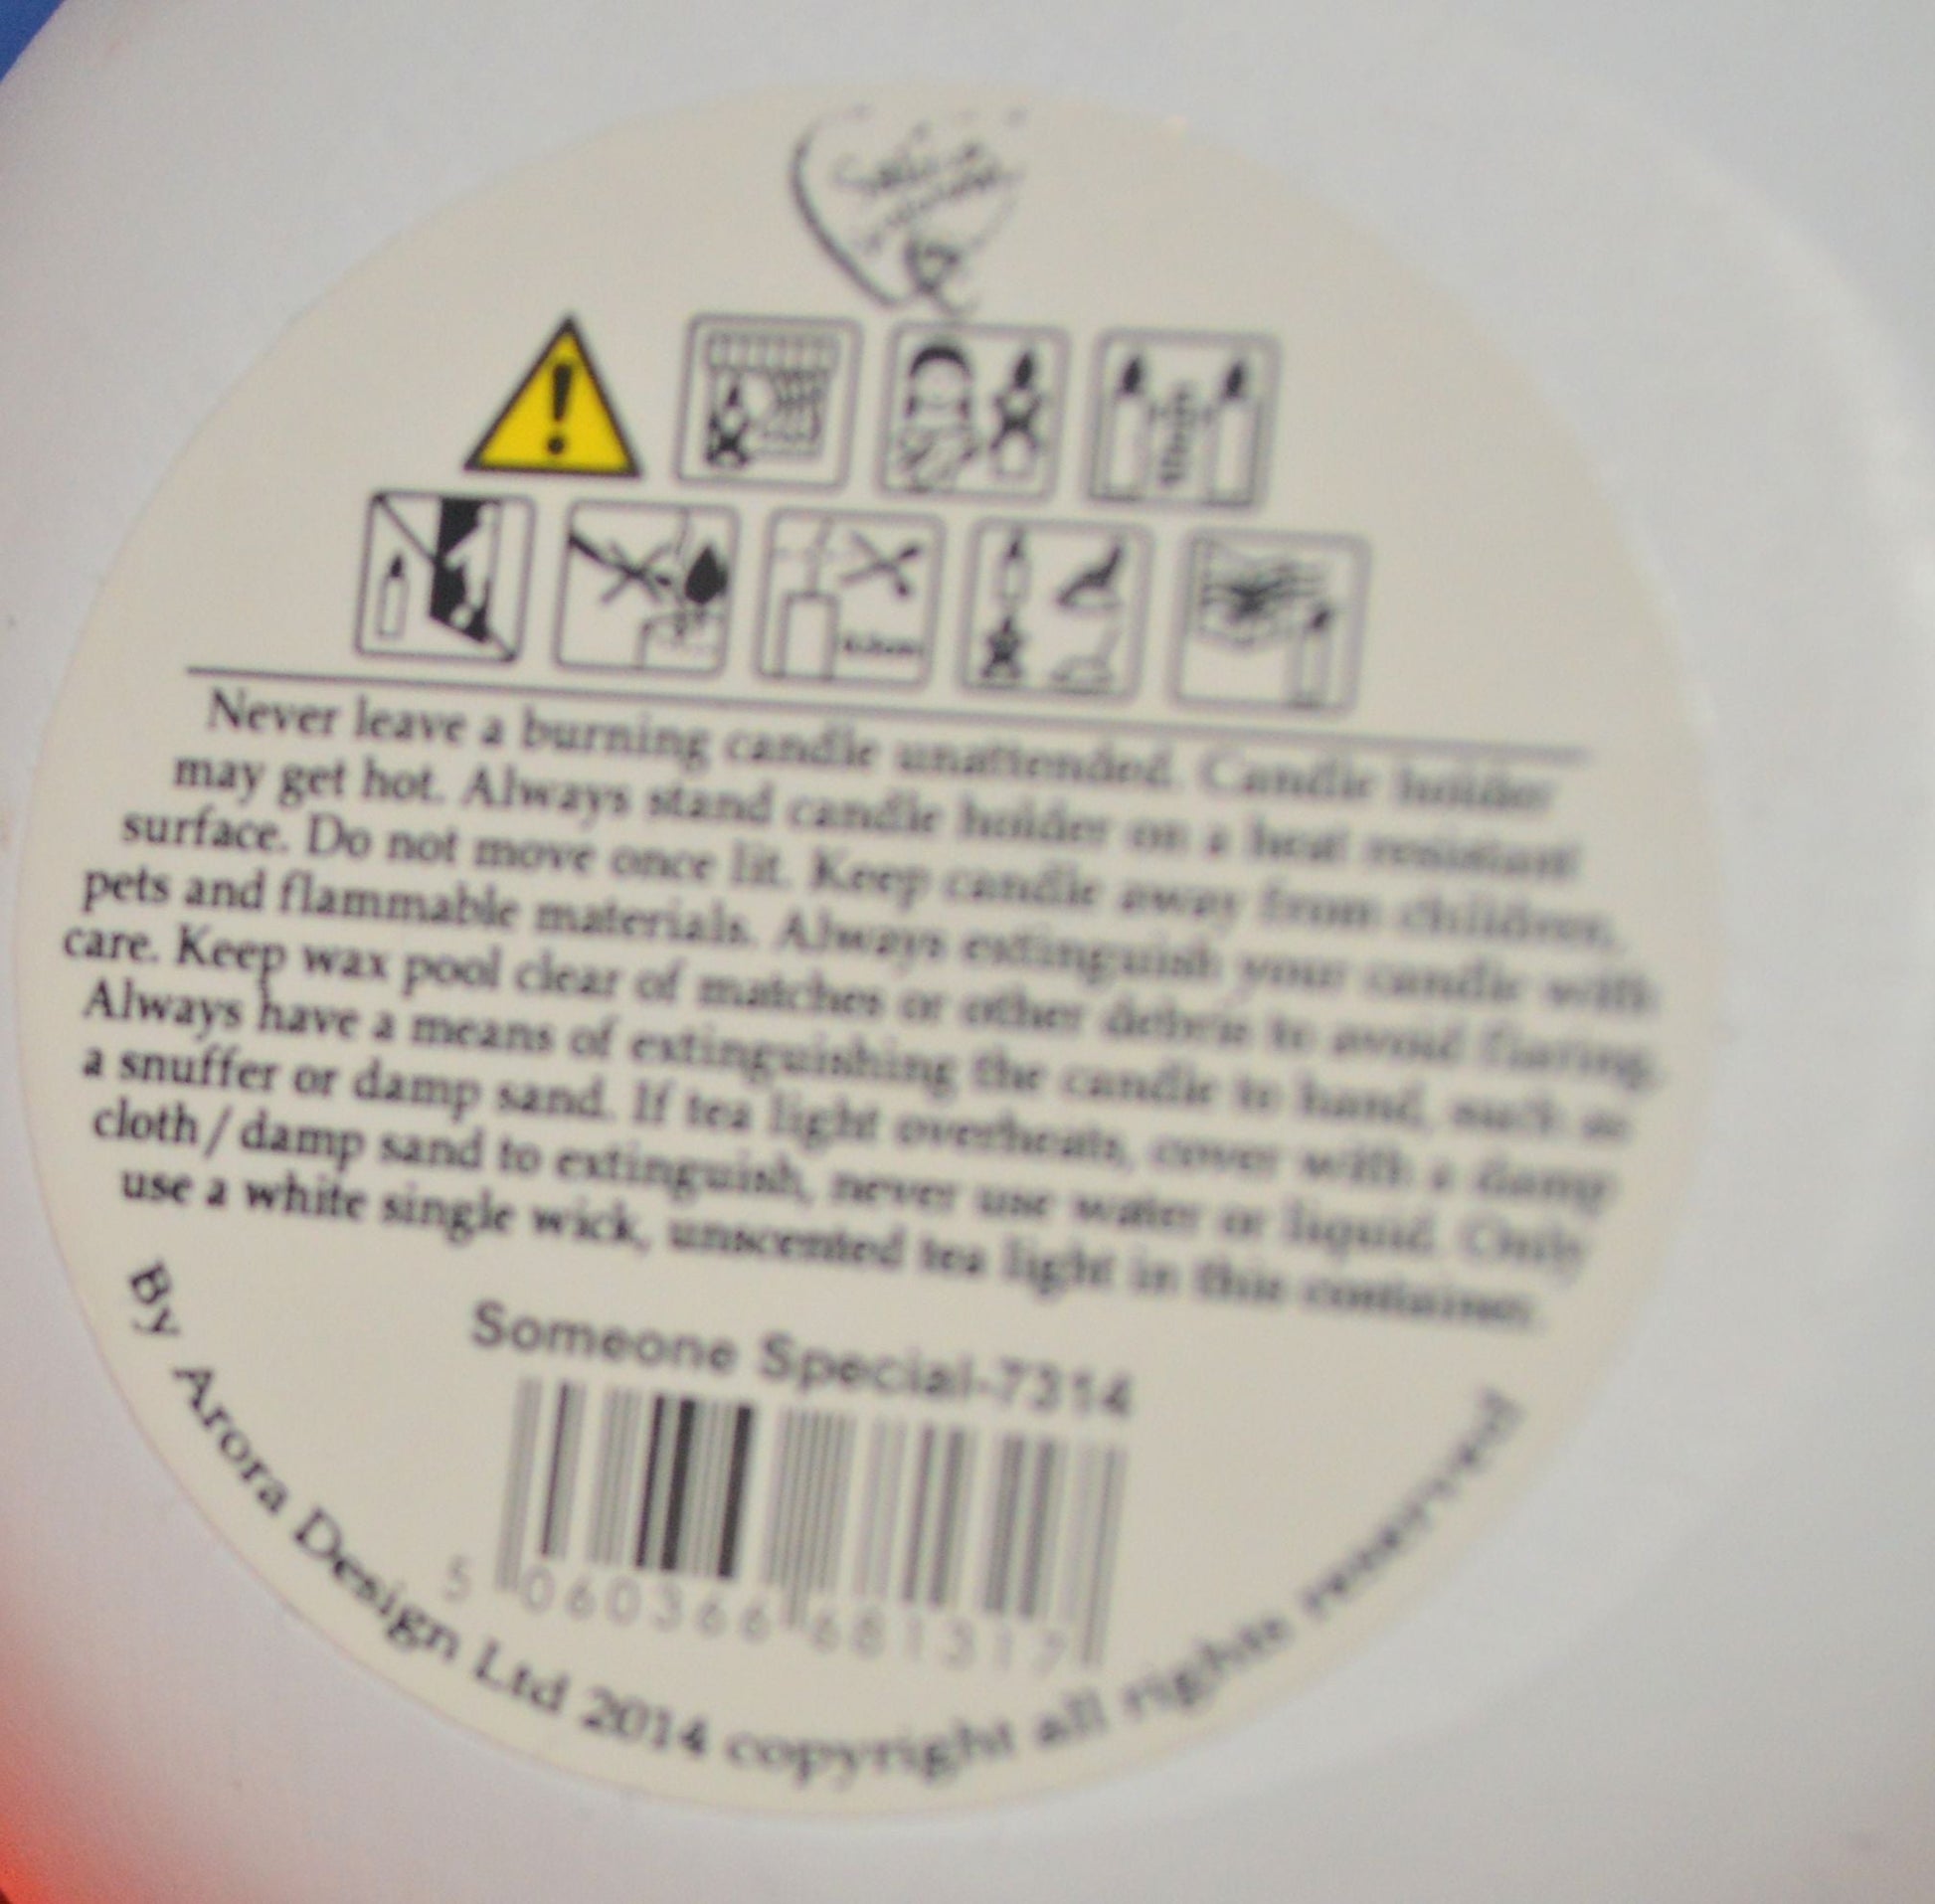 Never leave a burning candle unattended. Candle holder
may get hot. Always stand candle holder on a heat resistant
surface. Do not move once lit. Keep candle away from children,
pets and flammable materials. Always extinguish your candle with
care. Keep wax pool clear of matches or other debris to avoid flaring.
Always have a means of extinguishing the candle to hand, such as
a snuffer or damp sand. If tea light overheats, cover with a damp
cloth / damp sand to extinguish, never use water or liquid. Only
use a white single wick, unscented tea light in this container.
Someone Special-7314
5 060366 681317
By Arora Design Ltd 2014 copyright all rights reserved